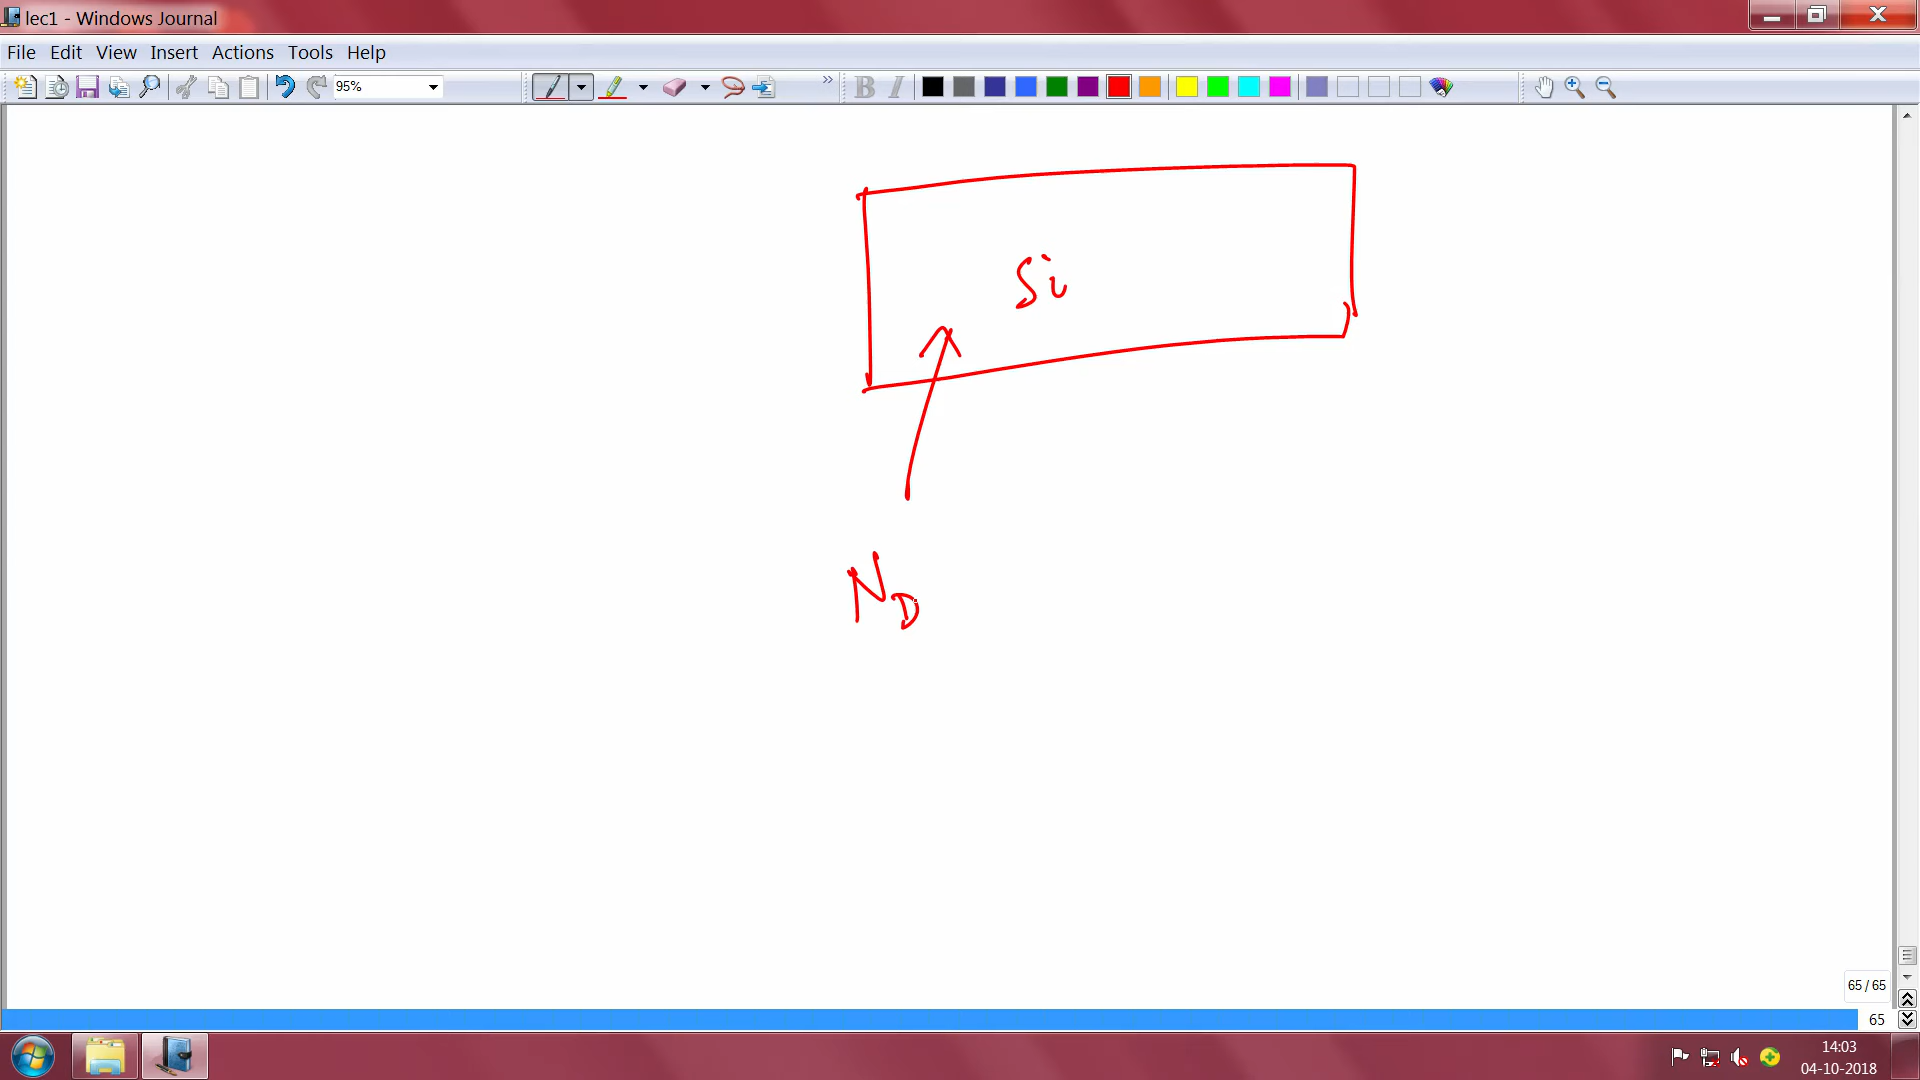 lec1 - Windows Journal
File Edit View Insert Actions Tools Help
95%
B I
Si
N_D
65 / 65
65
14:03
04-10-2018